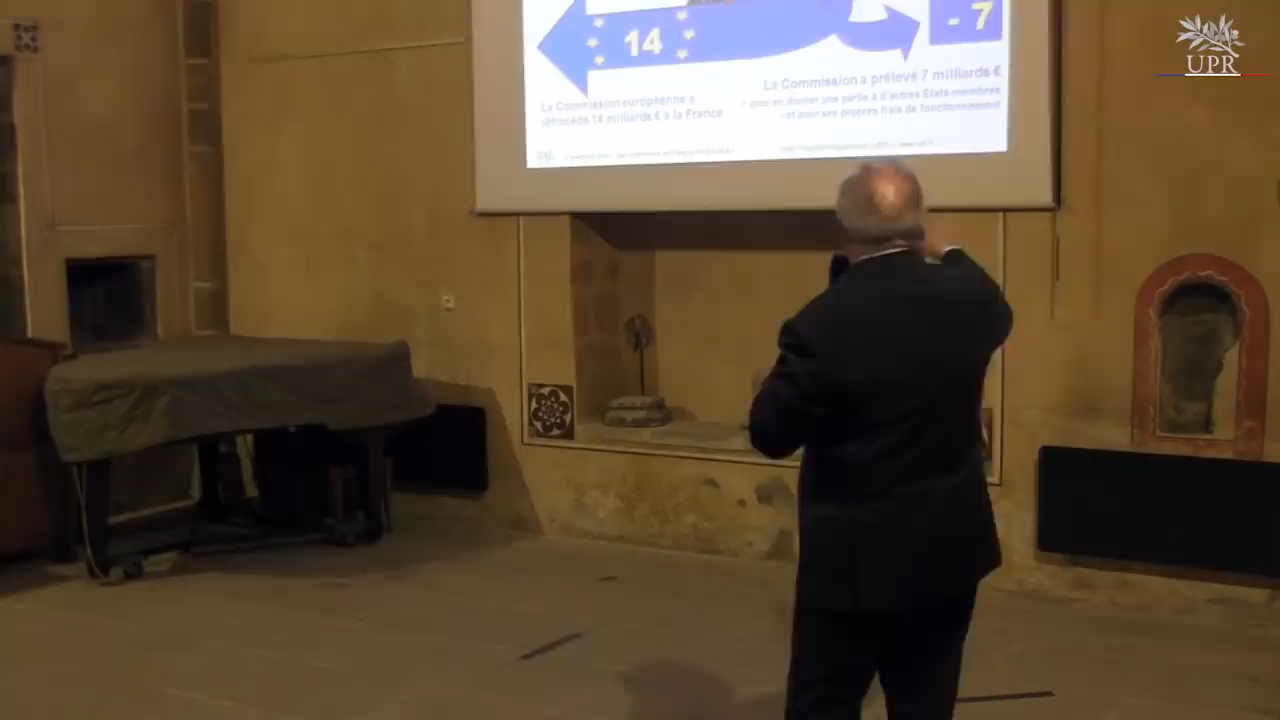 14
- 7
UPR
La Commission a prélevé 7 milliards €
- pour en donner une partie à d'autres États-membres
- et pour ses propres frais de fonctionnement
La Commission européenne a
rétrocédé 14 milliards € à la France